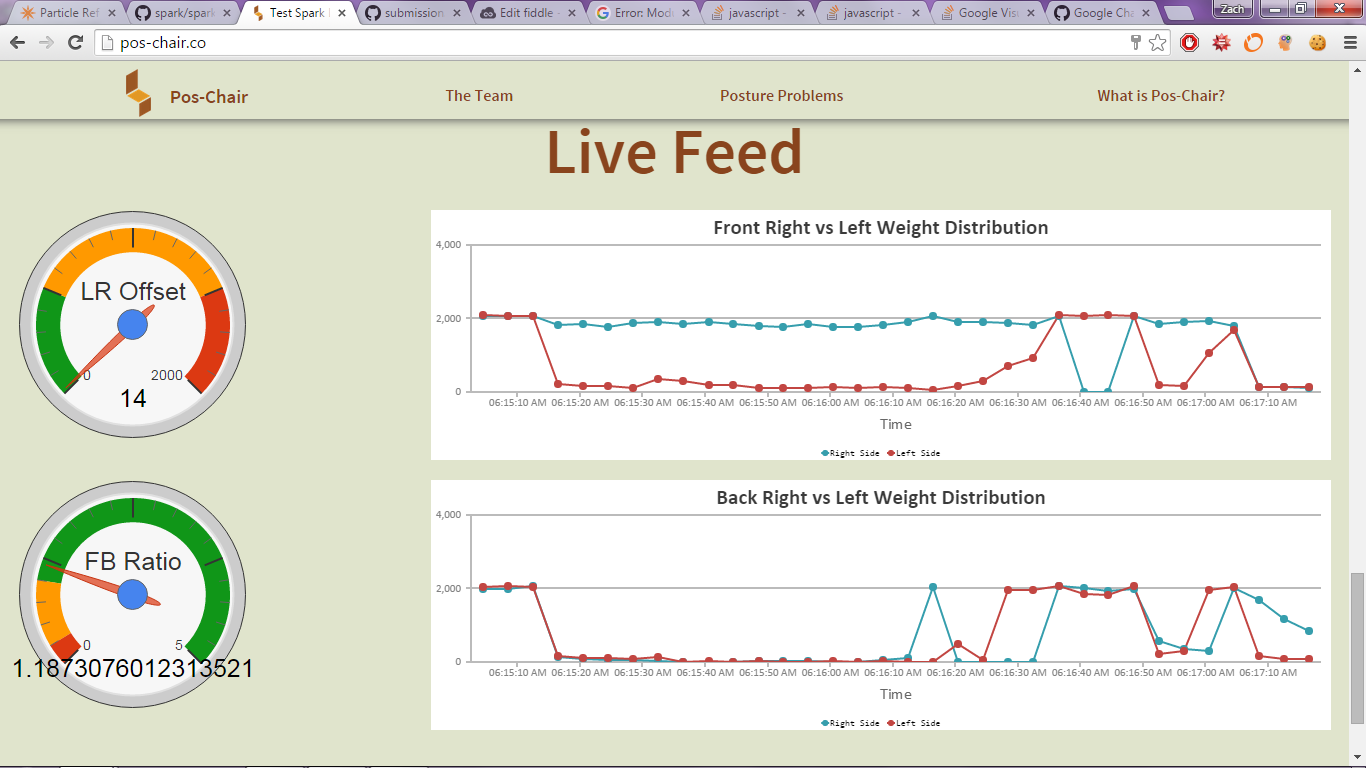 Particle Ref
spark/spark
Test Spark
submission
Edit fiddle -
Error: Modu
javascript -
javascript -
Google Visu
Google Cha
Zach
pos-chair.co
Pos-Chair
The Team
Posture Problems
What is Pos-Chair?
Live Feed
LR Offset
0
2000
14
Front Right vs Left Weight Distribution
4,000
2,000
0
06:15:10 AM 06:15:20 AM 06:15:30 AM 06:15:40 AM 06:15:50 AM 06:16:00 AM 06:16:10 AM 06:16:20 AM 06:16:30 AM 06:16:40 AM 06:16:50 AM 06:17:00 AM 06:17:10 AM
Time
Right Side Left Side
FB Ratio
0
5
1.1873076012313521
Back Right vs Left Weight Distribution
4,000
2,000
0
06:15:10 AM 06:15:20 AM 06:15:30 AM 06:15:40 AM 06:15:50 AM 06:16:00 AM 06:16:10 AM 06:16:20 AM 06:16:30 AM 06:16:40 AM 06:16:50 AM 06:17:00 AM 06:17:10 AM
Time
Right Side Left Side